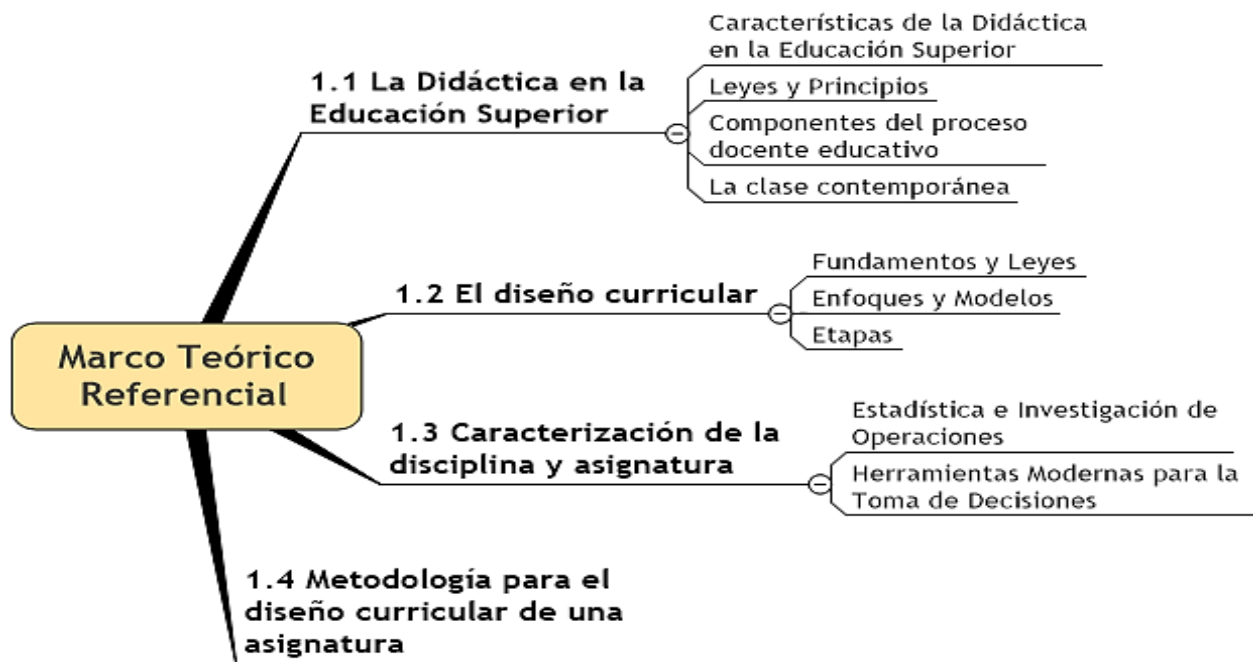 Marco Teórico
Referencial
1.1 La Didáctica en la
Educación Superior
Características de la Didáctica
en la Educación Superior
Leyes y Principios
Componentes del proceso
docente educativo
La clase contemporánea
1.2 El diseño curricular
Fundamentos y Leyes
Enfoques y Modelos
Etapas
1.3 Caracterización de la
disciplina y asignatura
Estadística e Investigación de
Operaciones
Herramientas Modernas para la
Toma de Decisiones
1.4 Metodología para el
diseño curricular de una
asignatura